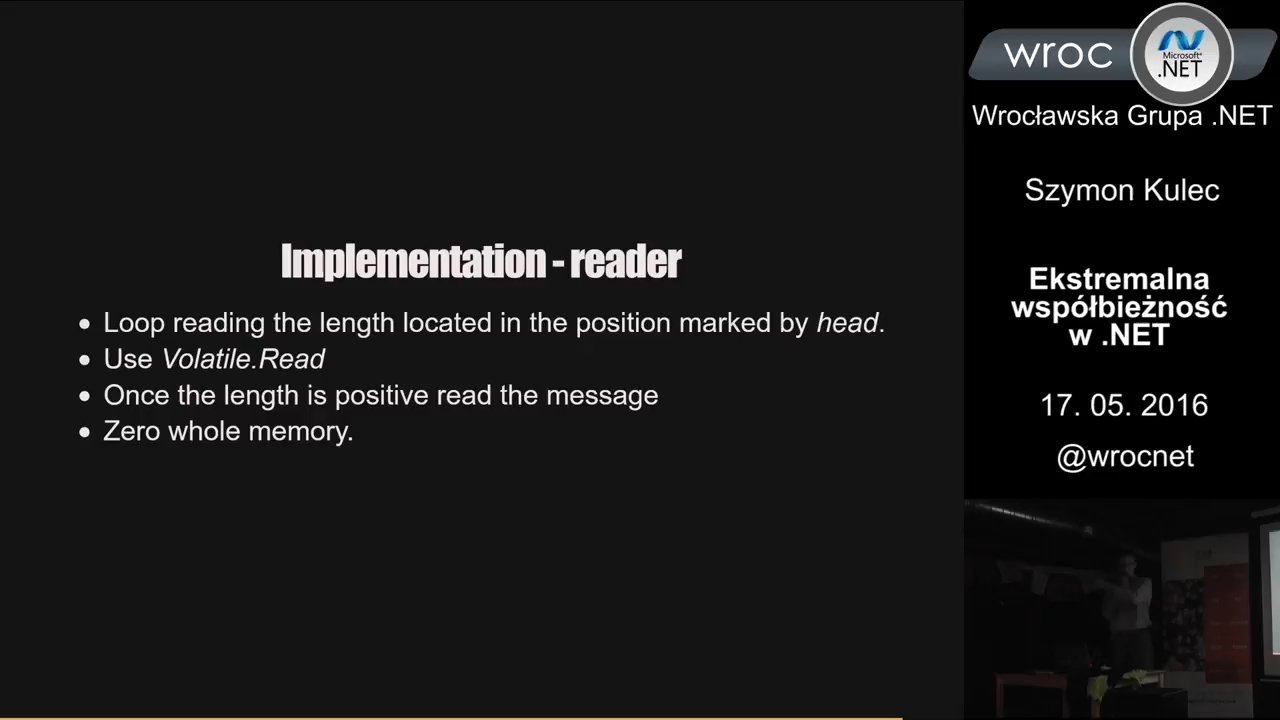 Implementation - reader
Loop reading the length located in the position marked by head.
Use Volatile.Read
Once the length is positive read the message
Zero whole memory.
wroc
Microsoft®
.NET
Wrocławska Grupa .NET
Szymon Kulec
Ekstremalna
współbieżność
w .NET
17. 05. 2016
@wrocnet